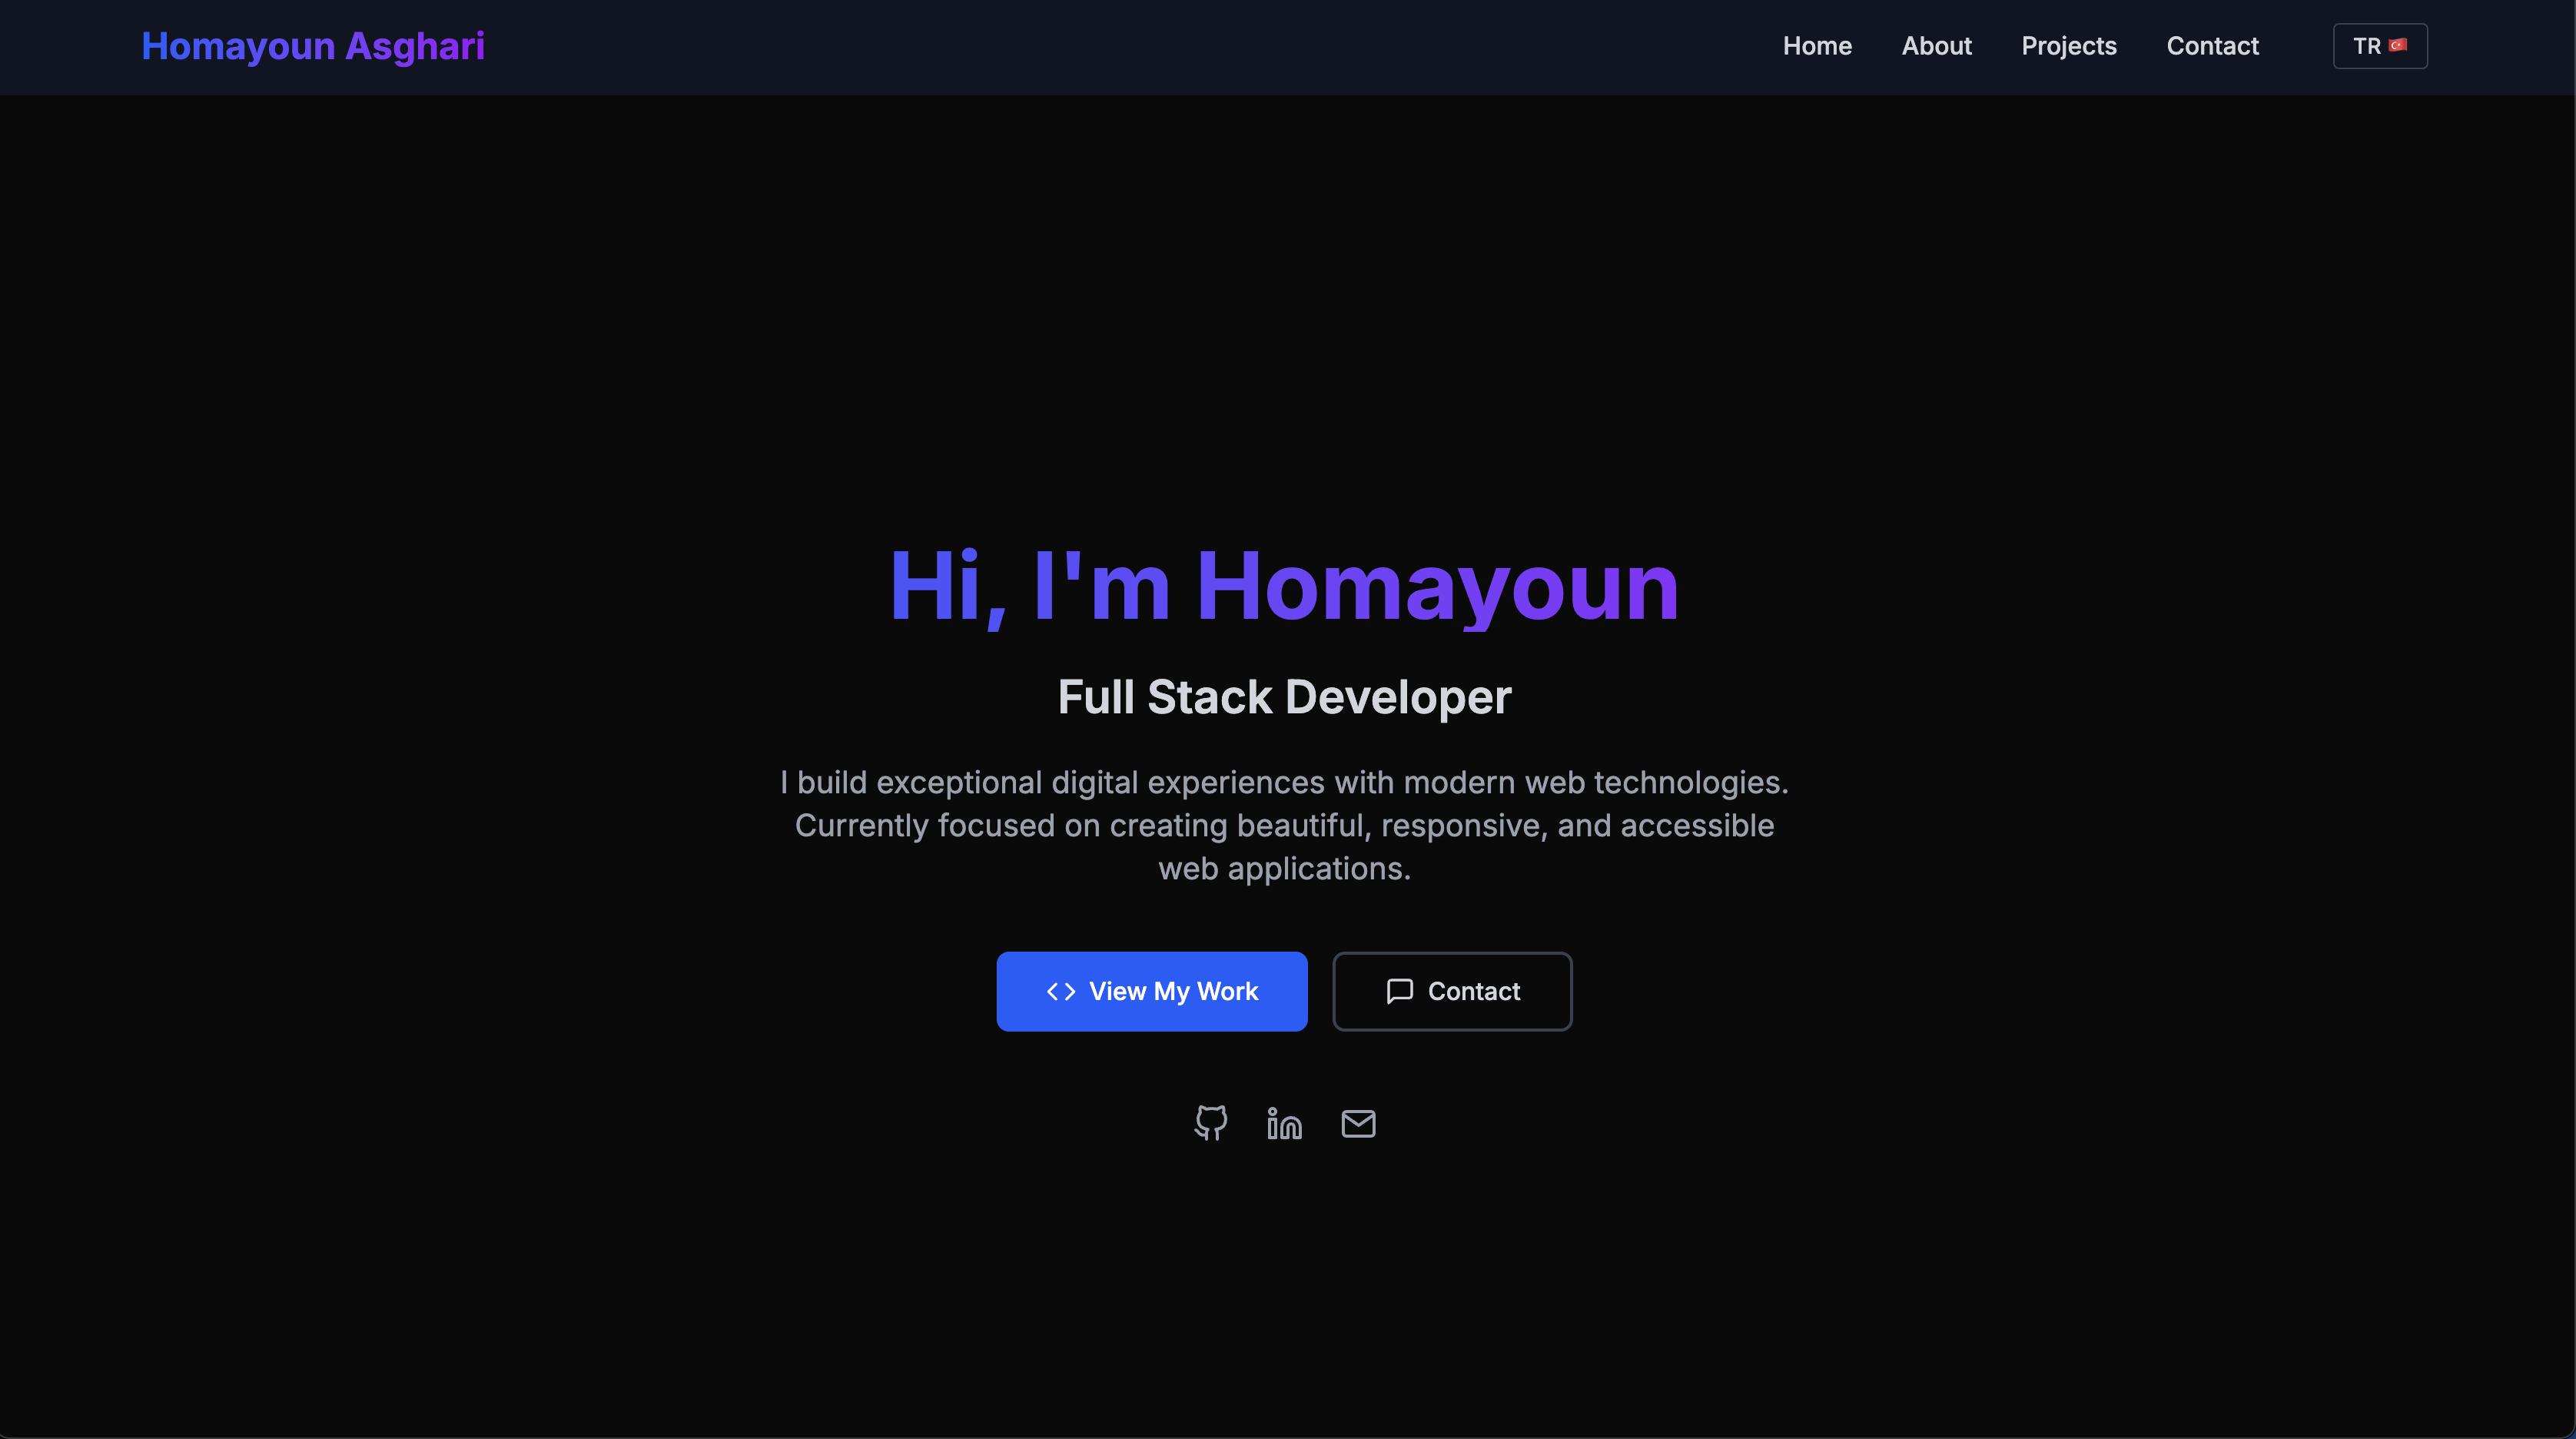 Homayoun Asghari
Home About Projects Contact TR
Hi, I'm Homayoun
Full Stack Developer
I build exceptional digital experiences with modern web technologies.
Currently focused on creating beautiful, responsive, and accessible
web applications.
View My Work Contact